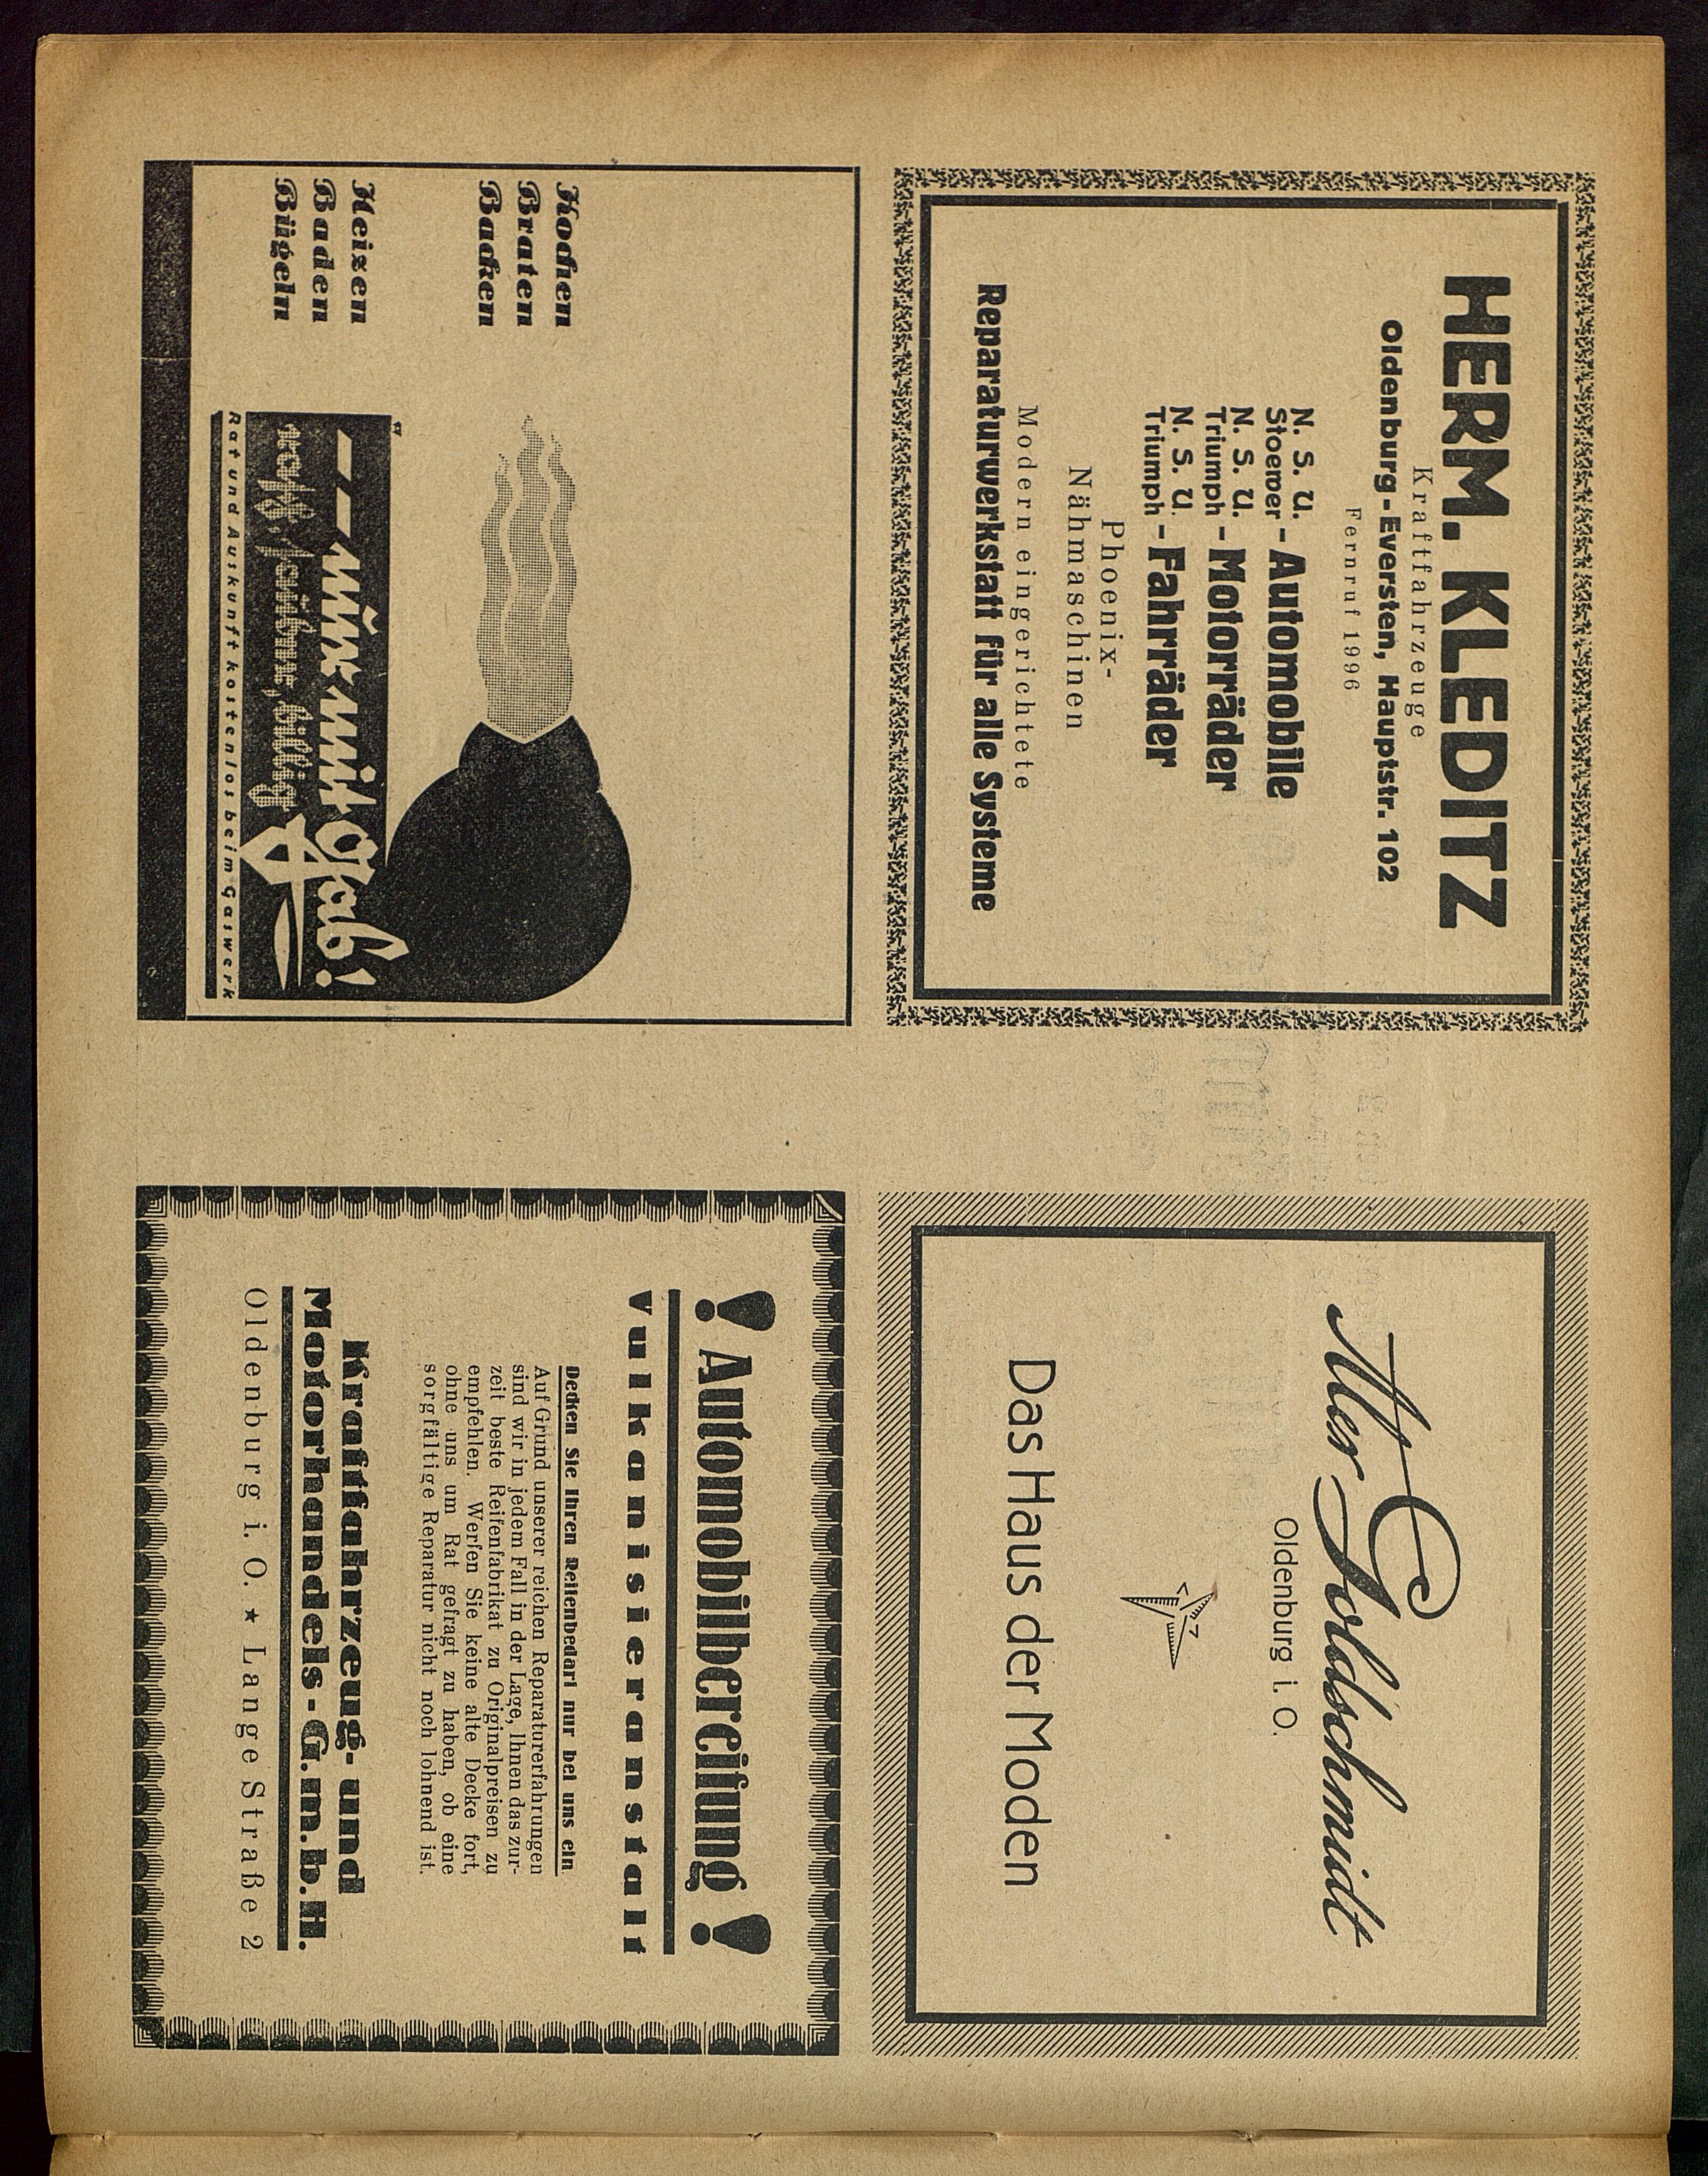 HERM. KLEDITZ
Kraftfahrzeuge
Oldenburg-Eversten, Hauptstr. 102
Fernruf 1996
N. S. U.
Stoewer - Automobile
N. S. U.
Triumph - Motorräder
N. S. U.
Triumph - Fahrräder
Phoenix-
Nähmaschinen
Modern eingerichtete
Reparaturwerkstatt für alle Systeme
Kochen
Braten
Backen
Heizen
Baden
Bügeln
— — nur mit Gas!
Rat und Auskunft kostenlos beim Gaswerk
Alex Goldschmidt
Oldenburg i. O.
Das Haus der Moden
! Automobilbereifung !
Vulkanisieranstalt
Decken Sie Ihren Reifenbedarf nur bei uns ein
Auf Grund unserer reichen Reparaturerfahrungen
sind wir in jedem Fall in der Lage, Ihnen das zur-
zeit beste Reifenfabrikat zu Originalpreisen zu
empfehlen. Werfen Sie keine alte Decke fort,
ohne uns um Rat gefragt zu haben, ob eine
sorgfältige Reparatur nicht noch lohnend ist.
Kraftfahrzeug- und
Motorhandels-G.m.b.H.
Oldenburg i. O. ★ Lange Straße 2